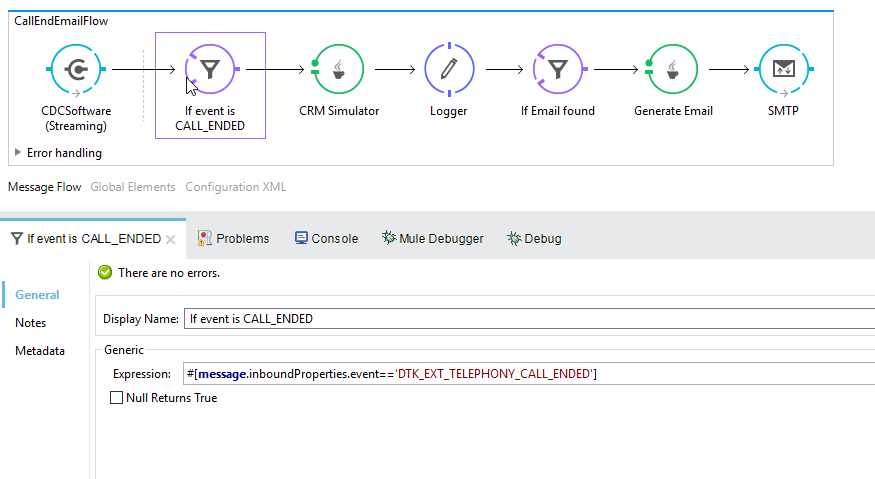 CallEndEmailFlow
CDCSoftware
(Streaming)
If event is
CALL_ENDED
CRM Simulator
Logger
If Email found
Generate Email
SMTP
Error handling
Message Flow Global Elements Configuration XML
If event is CALL_ENDED Problems Console Mule Debugger Debug
There are no errors.
General
Notes
Metadata
Display Name: If event is CALL_ENDED
Generic
Expression: #[message.inboundProperties.event=='DTK_EXT_TELEPHONY_CALL_ENDED']
Null Returns True